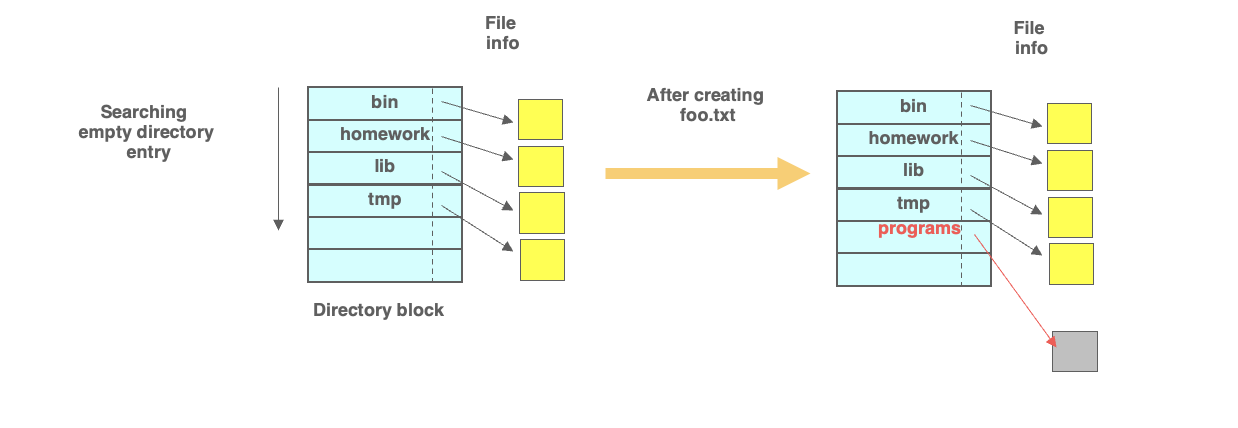 File
info
Searching
empty directory
entry
bin
homework
lib
tmp
Directory block
After creating
foo.txt
File
info
bin
homework
lib
tmp
programs